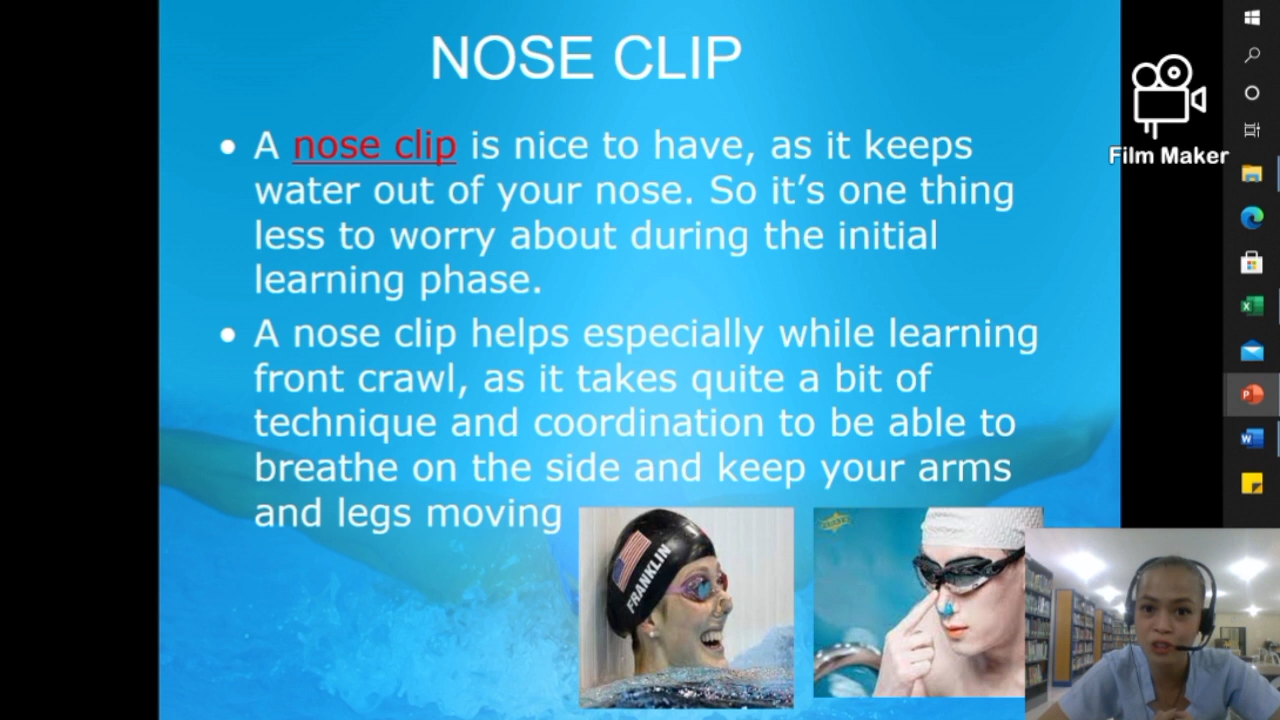 NOSE CLIP
• A nose clip is nice to have, as it keeps
water out of your nose. So it’s one thing
less to worry about during the initial
learning phase.
• A nose clip helps especially while learning
front crawl, as it takes quite a bit of
technique and coordination to be able to
breathe on the side and keep your arms
and legs moving
FRANKLIN
Film Maker